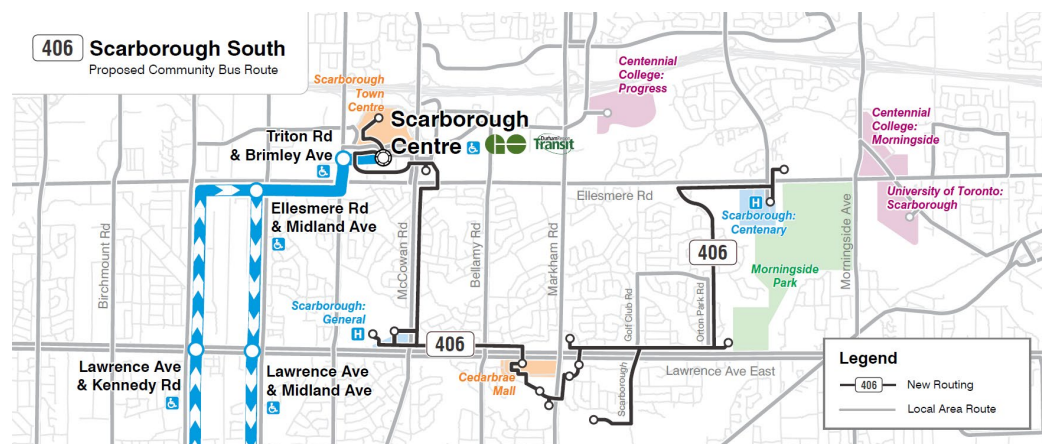 406 Scarborough South
Proposed Community Bus Route
Scarborough
Town
Centre
Scarborough
Centre
GO
Durham Region
Transit
Triton Rd
& Brimley Ave
Centennial
College:
Progress
Centennial
College:
Morningside
Ellesmere Rd
& Midland Ave
Ellesmere Rd
H
Scarborough:
Centenary
University of Toronto:
Scarborough
Birchmount Rd
McCowan Rd
Bellamy Rd
Markham Rd
406
Morningside
Park
Morningside Ave
Scarborough:
General
H
Golf Club Rd
Orton Park Rd
406
Lawrence Ave
& Kennedy Rd
Lawrence Ave
& Midland Ave
Cedarbrae
Mall
Scarborough
Lawrence Ave East
Legend
406 New Routing
Local Area Route